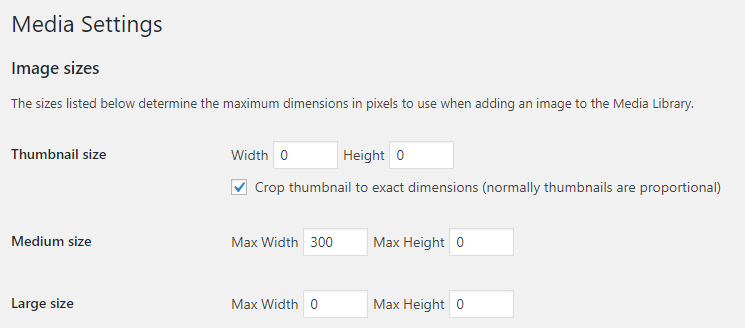 Media Settings
Image sizes
The sizes listed below determine the maximum dimensions in pixels to use when adding an image to the Media Library.
Thumbnail size Width 0 Height 0
Crop thumbnail to exact dimensions (normally thumbnails are proportional)
Medium size Max Width 300 Max Height 0
Large size Max Width 0 Max Height 0